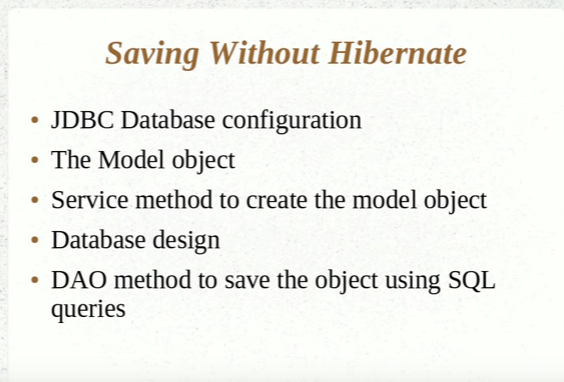 Saving Without Hibernate
• JDBC Database configuration
• The Model object
• Service method to create the model object
• Database design
• DAO method to save the object using SQL
queries